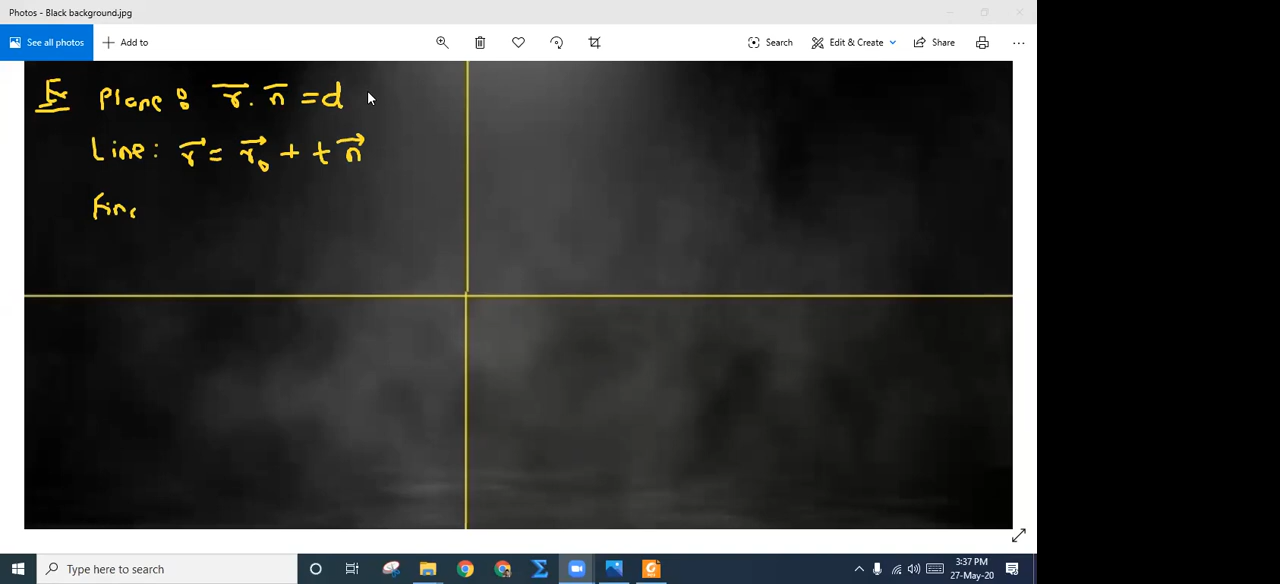 Photos - Black background.jpg
See all photos
Add to
Search
Edit & Create
Share
Ex Plane : r⃗ . n⃗ = d
Line: r⃗ = r⃗₀ + t n⃗
Type here to search
3:37 PM
27-May-20